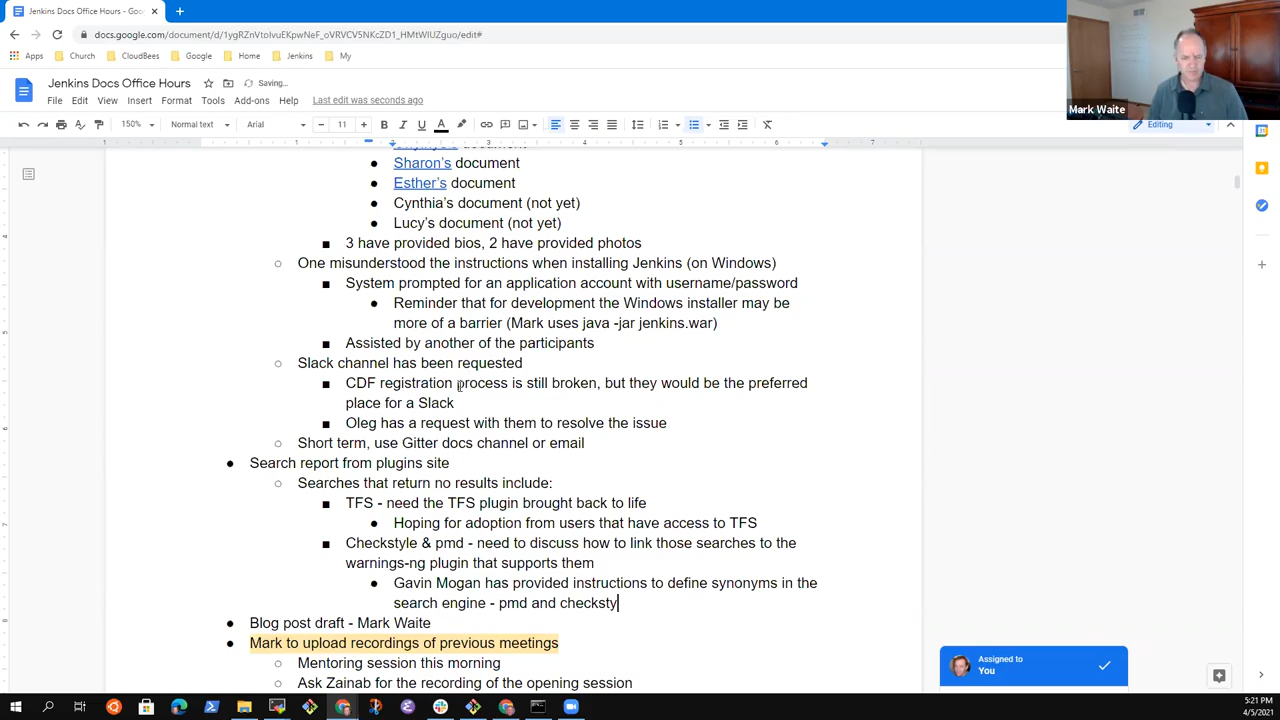 Jenkins Docs Office Hours - Goo
docs.google.com/document/d/1ygRZnVtoIvuEKpwNeF_oVRVCV5NKcZD1_HMtWIUZguo/edit#
Apps Church CloudBees Google Home Jenkins My
Jenkins Docs Office Hours Saving...
File Edit View Insert Format Tools Add-ons Help Last edit was seconds ago
150% Normal text Arial 11 Editing
Mark Waite
Sharon's document
Esther's document
Cynthia's document (not yet)
Lucy's document (not yet)
3 have provided bios, 2 have provided photos
One misunderstood the instructions when installing Jenkins (on Windows)
System prompted for an application account with username/password
Reminder that for development the Windows installer may be
more of a barrier (Mark uses java -jar jenkins.war)
Assisted by another of the participants
Slack channel has been requested
CDF registration process is still broken, but they would be the preferred
place for a Slack
Oleg has a request with them to resolve the issue
Short term, use Gitter docs channel or email
Search report from plugins site
Searches that return no results include:
TFS - need the TFS plugin brought back to life
Hoping for adoption from users that have access to TFS
Checkstyle & pmd - need to discuss how to link those searches to the
warnings-ng plugin that supports them
Gavin Mogan has provided instructions to define synonyms in the
search engine - pmd and checksty
Blog post draft - Mark Waite
Mark to upload recordings of previous meetings
Mentoring session this morning
Ask Zainab for the recording of the opening session
Assigned to
You
5:21 PM
4/5/2021